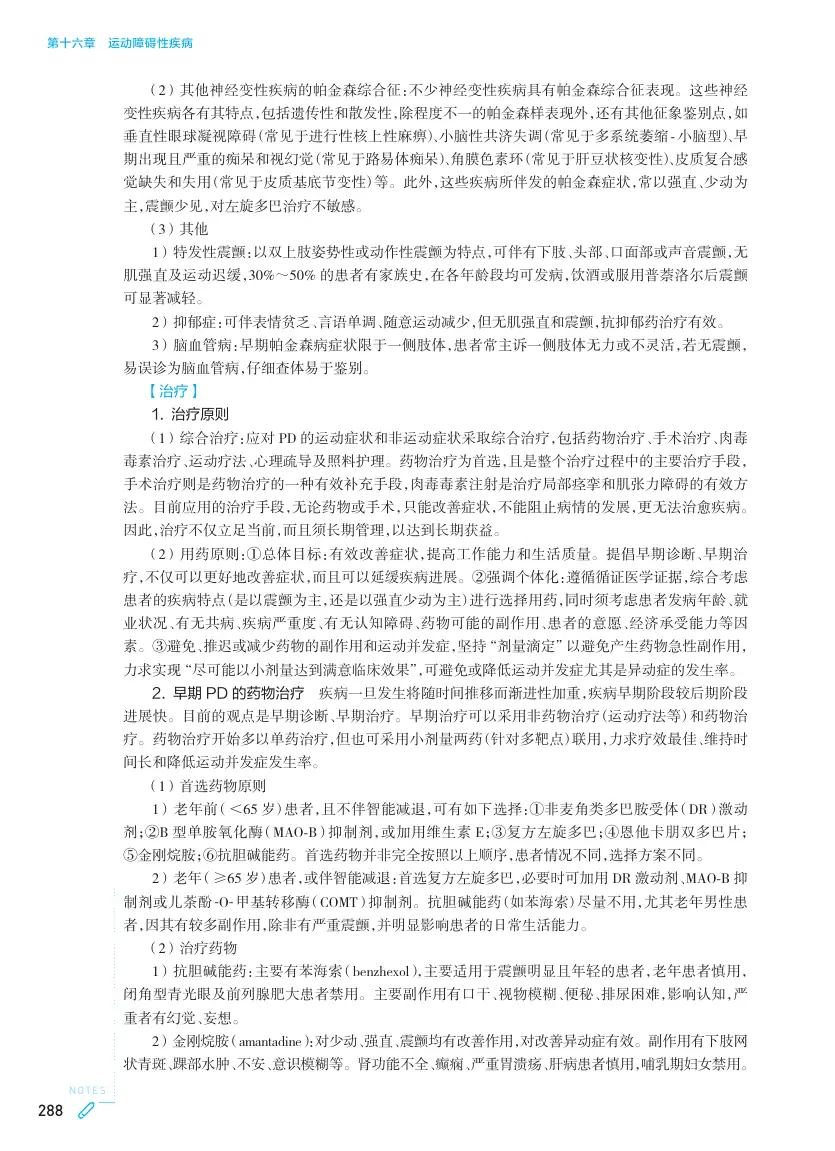 第十六章 运动障碍性疾病
（2）其他神经变性疾病的帕金森综合征：不少神经变性疾病具有帕金森综合征表现。这些神经
变性疾病各有其特点，包括遗传性和散发性，除程度不一的帕金森样表现外，还有其他征象鉴别点，如
垂直性眼球凝视障碍（常见于进行性核上性麻痹）、小脑性共济失调（常见于多系统萎缩-小脑型）、早
期出现且严重的痴呆和视幻觉（常见于路易体痴呆）、角膜色素环（常见于肝豆状核变性）、皮质复合感
觉缺失和失用（常见于皮质基底节变性）等。此外，这些疾病所伴发的帕金森症状，常以强直、少动为
主，震颤少见，对左旋多巴治疗不敏感。
（3）其他
1）特发性震颤：以双上肢姿势性或动作性震颤为特点，可伴有下肢、头部、口面部或声音震颤，无
肌强直及运动迟缓，30%～50% 的患者有家族史，在各年龄段均可发病，饮酒或服用普萘洛尔后震颤
可显著减轻。
2）抑郁症：可伴表情贫乏、言语单调、随意运动减少，但无肌强直和震颤，抗抑郁药治疗有效。
3）脑血管病：早期帕金森病症状限于一侧肢体，患者常主诉一侧肢体无力或不灵活，若无震颤，
易误诊为脑血管病，仔细查体易于鉴别。
【治疗】
1. 治疗原则
（1）综合治疗：应对 PD 的运动症状和非运动症状采取综合治疗，包括药物治疗、手术治疗、肉毒
毒素治疗、运动疗法、心理疏导及照料护理。药物治疗为首选，且是整个治疗过程中的主要治疗手段，
手术治疗则是药物治疗的一种有效补充手段，肉毒毒素注射是治疗局部痉挛和肌张力障碍的有效方
法。目前应用的治疗手段，无论药物或手术，只能改善症状，不能阻止病情的发展，更无法治愈疾病。
因此，治疗不仅立足当前，而且须长期管理，以达到长期获益。
（2）用药原则：①总体目标：有效改善症状，提高工作能力和生活质量。提倡早期诊断、早期治
疗，不仅可以更好地改善症状，而且可以延缓疾病进展。②强调个体化：遵循循证医学证据，综合考虑
患者的疾病特点（是以震颤为主，还是以强直少动为主）进行选择用药，同时须考虑患者发病年龄、就
业状况、有无共病、疾病严重度、有无认知障碍、药物可能的副作用、患者的意愿、经济承受能力等因
素。③避免、推迟或减少药物的副作用和运动并发症，坚持“剂量滴定”以避免产生药物急性副作用，
力求实现“尽可能以小剂量达到满意临床效果”，可避免或降低运动并发症尤其是异动症的发生率。
2. 早期 PD 的药物治疗 疾病一旦发生将随时间推移而渐进性加重，疾病早期阶段较后期阶段
进展快。目前的观点是早期诊断、早期治疗。早期治疗可以采用非药物治疗（运动疗法等）和药物治
疗。药物治疗开始多以单药治疗，但也可采用小剂量两药（针对多靶点）联用，力求疗效最佳、维持时
间长和降低运动并发症发生率。
（1）首选药物原则
1）老年前（＜65 岁）患者，且不伴智能减退，可有如下选择：①非麦角类多巴胺受体（DR）激动
剂；②B 型单胺氧化酶（MAO-B）抑制剂，或加用维生素 E；③复方左旋多巴；④恩他卡朋双多巴片；
⑤金刚烷胺；⑥抗胆碱能药。首选药物并非完全按照以上顺序，患者情况不同，选择方案不同。
2）老年（≥65 岁）患者，或伴智能减退：首选复方左旋多巴，必要时可加用 DR 激动剂、MAO-B 抑
制剂或儿茶酚-O-甲基转移酶（COMT）抑制剂。抗胆碱能药（如苯海索）尽量不用，尤其老年男性患
者，因其有较多副作用，除非有严重震颤，并明显影响患者的日常生活能力。
（2）治疗药物
1）抗胆碱能药：主要有苯海索（benzhexol），主要适用于震颤明显且年轻的患者，老年患者慎用，
闭角型青光眼及前列腺肥大患者禁用。主要副作用有口干、视物模糊、便秘、排尿困难，影响认知，严
重者有幻觉、妄想。
2）金刚烷胺（amantadine）：对少动、强直、震颤均有改善作用，对改善异动症有效。副作用有下肢网
状青斑、踝部水肿、不安、意识模糊等。肾功能不全、癫痫、严重胃溃疡、肝病患者慎用，哺乳期妇女禁用。
NOTES
288